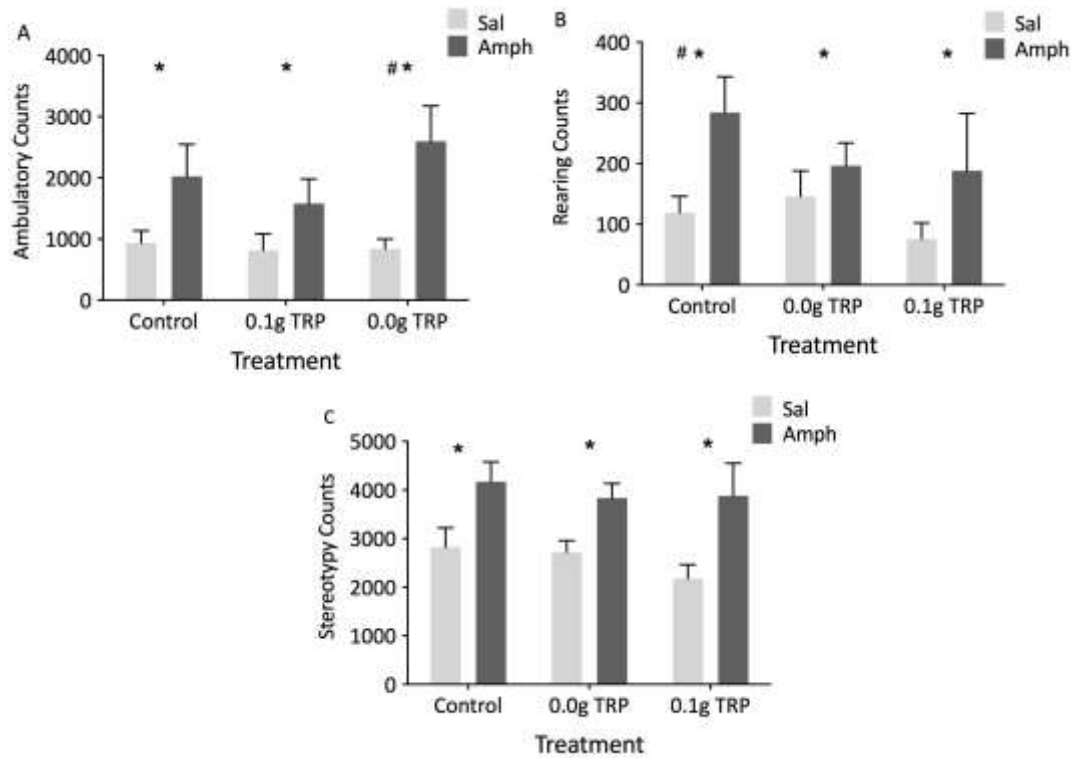 A
Sal
Amph
Ambulatory Counts
4000
3000
2000
1000
0
* * # *
Control 0.1g TRP 0.0g TRP
Treatment
B
Sal
Amph
Rearing Counts
400
300
200
100
0
# * * *
Control 0.0g TRP 0.1g TRP
Treatment
C
Sal
Amph
Stereotypy Counts
5000
4000
3000
2000
1000
0
* * *
Control 0.0g TRP 0.1g TRP
Treatment